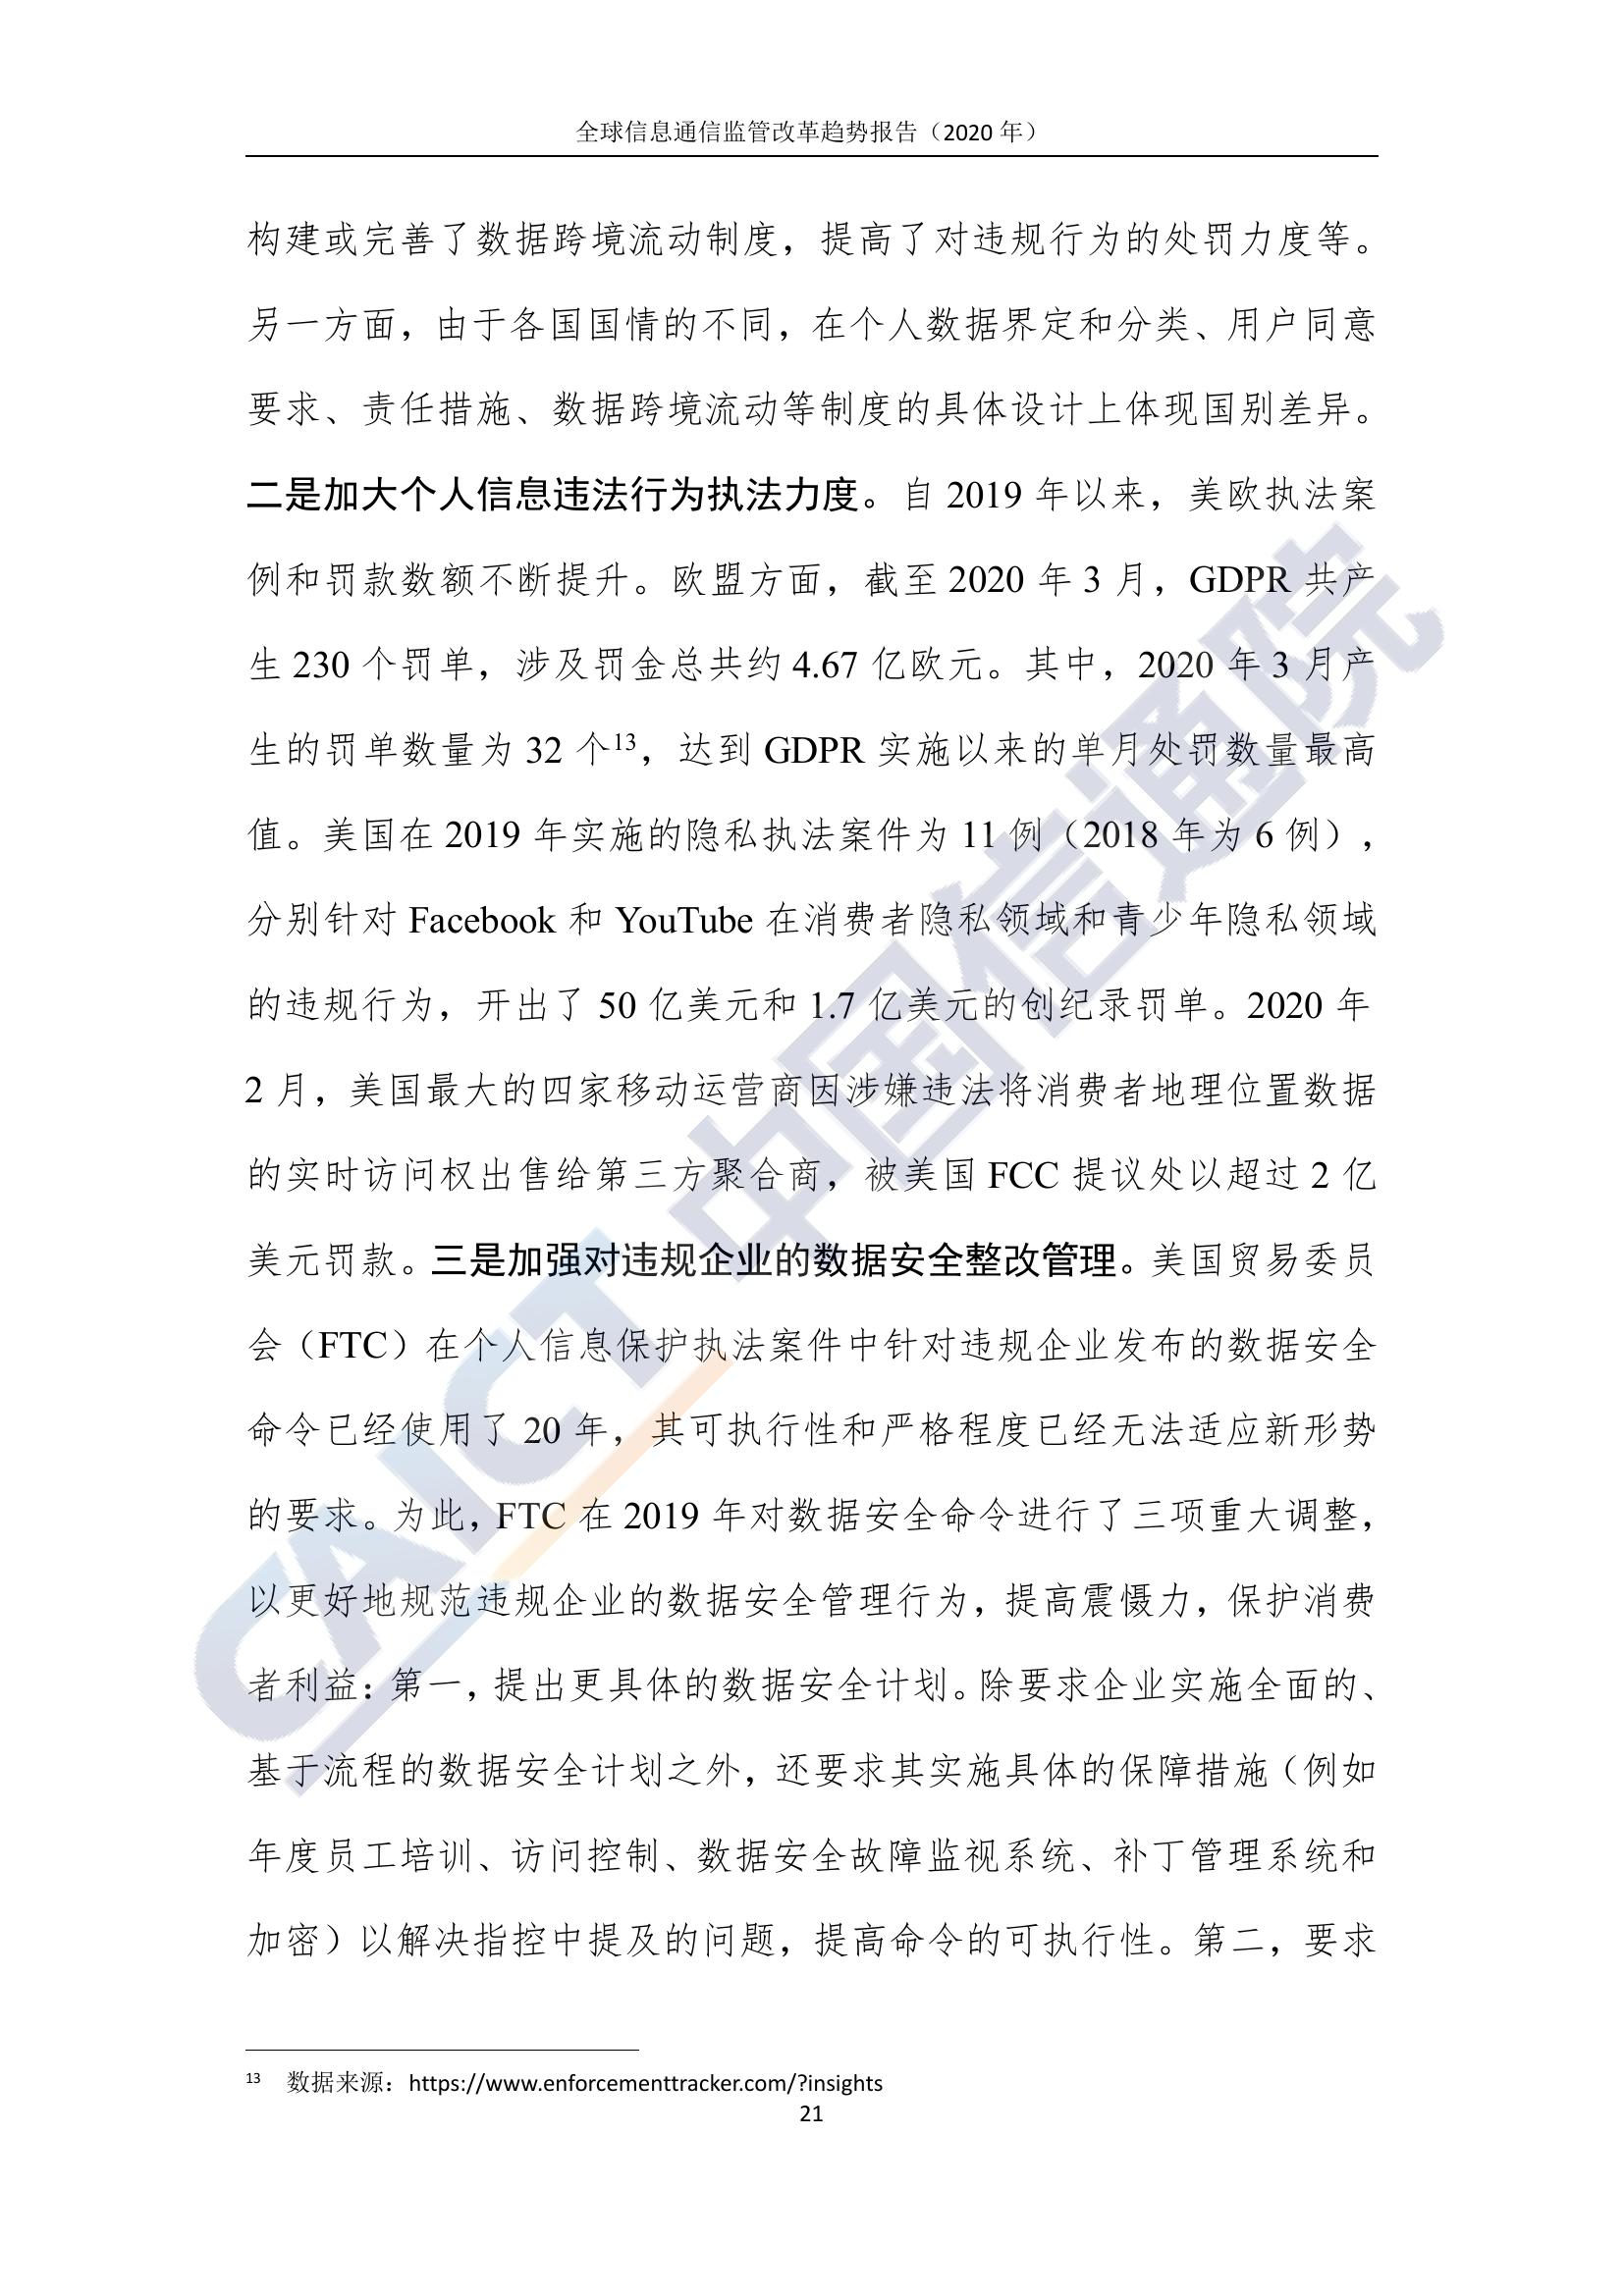 全球信息通信监管改革趋势报告（2020 年）
构建或完善了数据跨境流动制度，提高了对违规行为的处罚力度等。
另一方面，由于各国国情的不同，在个人数据界定和分类、用户同意
要求、责任措施、数据跨境流动等制度的具体设计上体现国别差异。
二是加大个人信息违法行为执法力度。自 2019 年以来，美欧执法案
例和罚款数额不断提升。欧盟方面，截至 2020 年 3 月，GDPR 共产
生 230 个罚单，涉及罚金总共约 4.67 亿欧元。其中，2020 年 3 月产
生的罚单数量为 32 个13，达到 GDPR 实施以来的单月处罚数量最高
值。美国在 2019 年实施的隐私执法案件为 11 例（2018 年为 6 例），
分别针对 Facebook 和 YouTube 在消费者隐私领域和青少年隐私领域
的违规行为，开出了 50 亿美元和 1.7 亿美元的创纪录罚单。2020 年
2 月，美国最大的四家移动运营商因涉嫌违法将消费者地理位置数据
的实时访问权出售给第三方聚合商，被美国 FCC 提议处以超过 2 亿
美元罚款。三是加强对违规企业的数据安全整改管理。美国贸易委员
会（FTC）在个人信息保护执法案件中针对违规企业发布的数据安全
命令已经使用了 20 年，其可执行性和严格程度已经无法适应新形势
的要求。为此，FTC 在 2019 年对数据安全命令进行了三项重大调整，
以更好地规范违规企业的数据安全管理行为，提高震慑力，保护消费
者利益：第一，提出更具体的数据安全计划。除要求企业实施全面的、
基于流程的数据安全计划之外，还要求其实施具体的保障措施（例如
年度员工培训、访问控制、数据安全故障监视系统、补丁管理系统和
加密）以解决指控中提及的问题，提高命令的可执行性。第二，要求
13 数据来源：https://www.enforcementtracker.com/?insights
21
CAICT 中国信通院